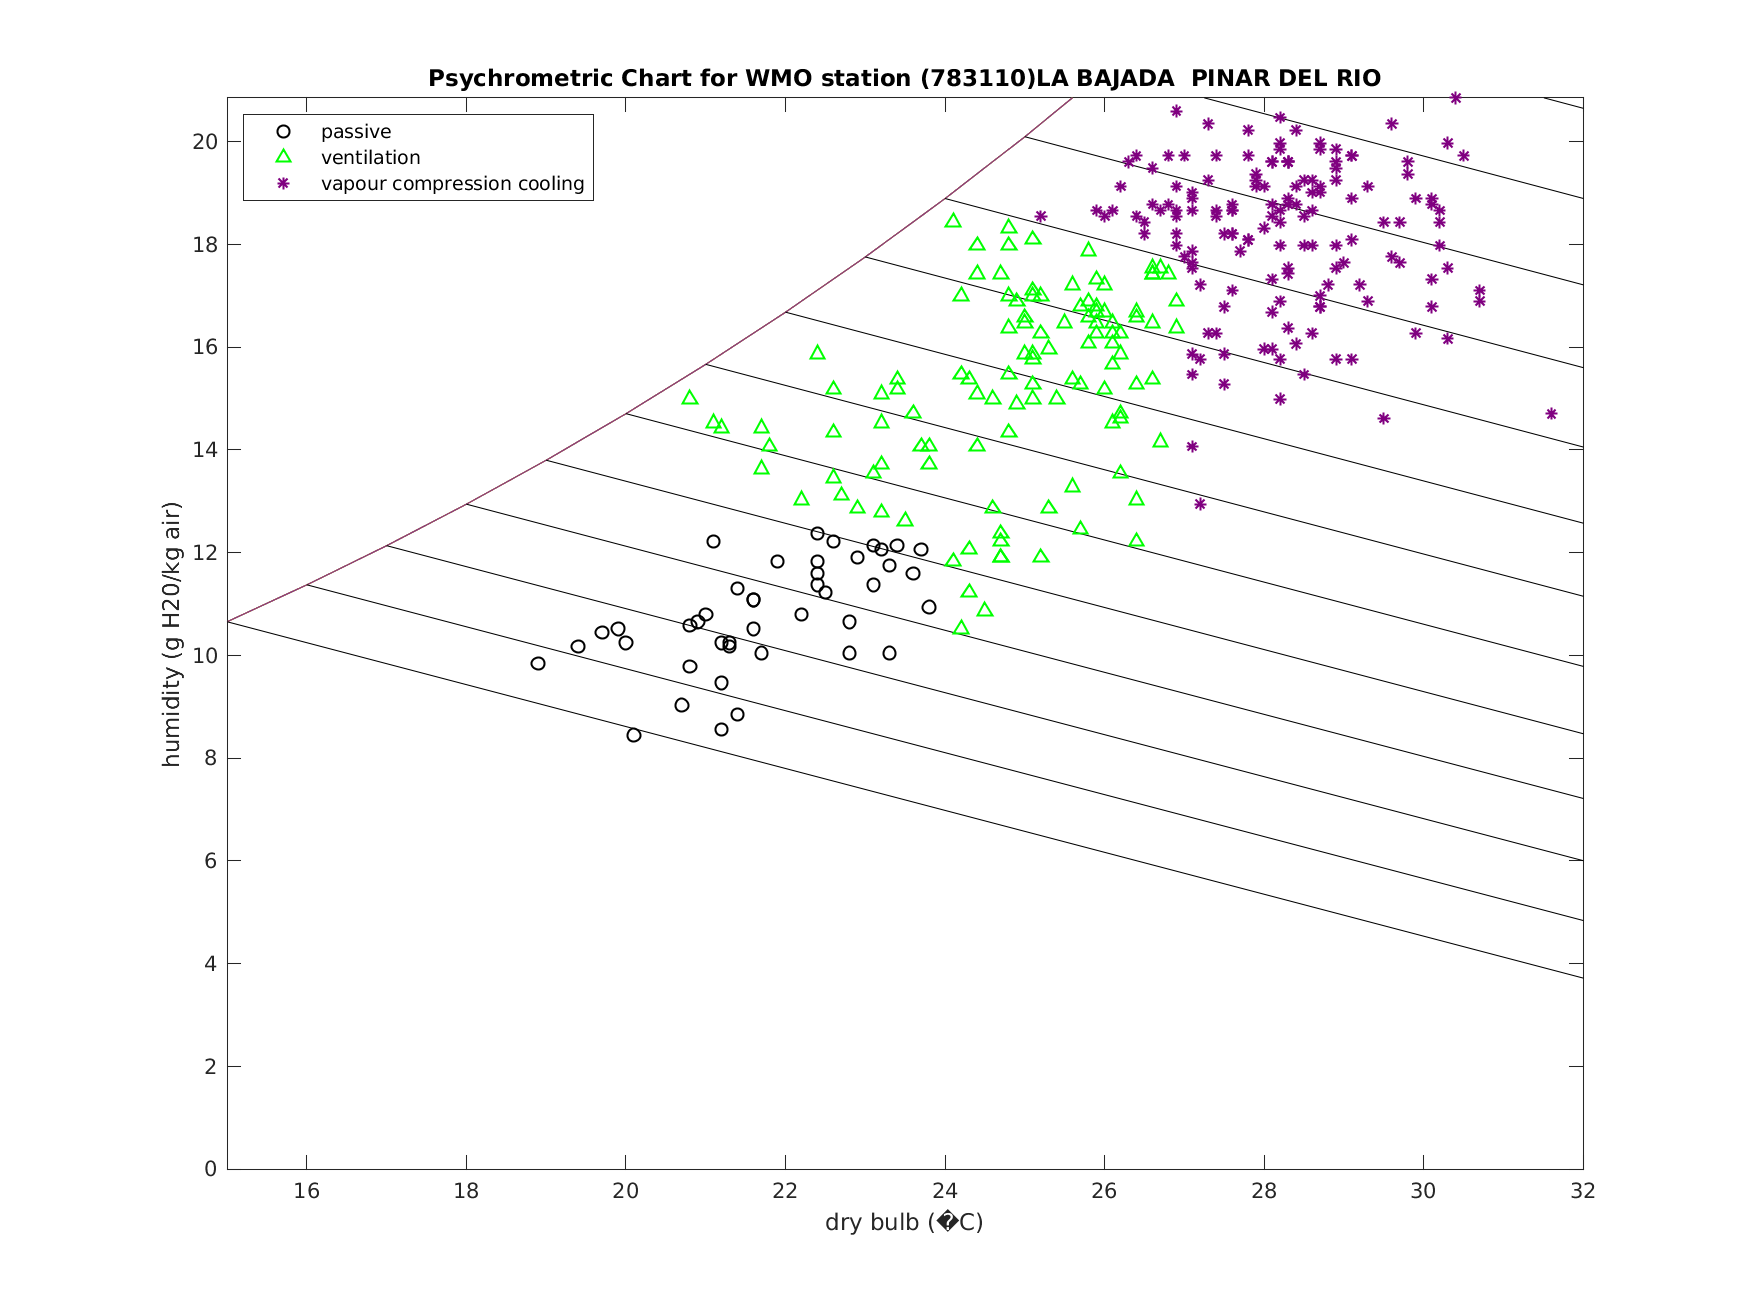 Psychrometric Chart for WMO station (783110)LA BAJADA  PINAR DEL RIO
passive
ventilation
vapour compression cooling
humidity (g H20/kg air)
20
18
16
14
12
10
8
6
4
2
0
16 18 20 22 24 26 28 30 32
dry bulb (�C)